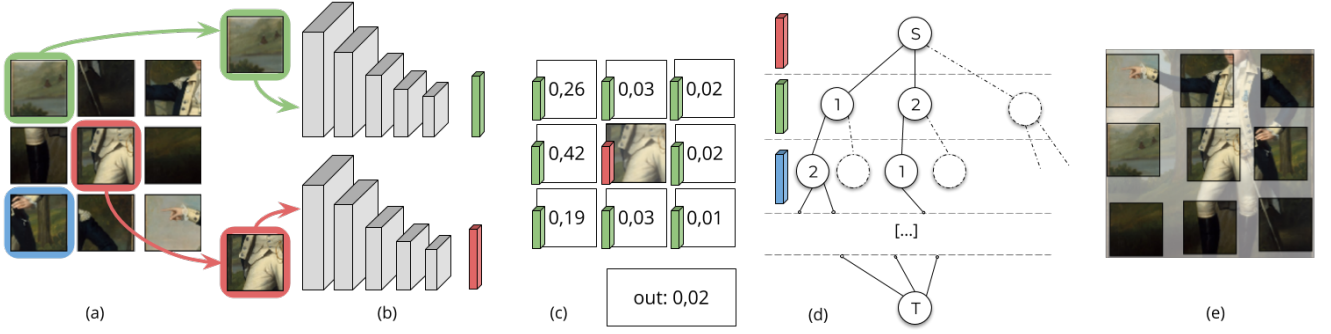 0,26 0,03 0,02
0,42 0,02
0,19 0,03 0,01
out: 0,02
S
1 2
2 1
[...]
T
(a) (b) (c) (d) (e)